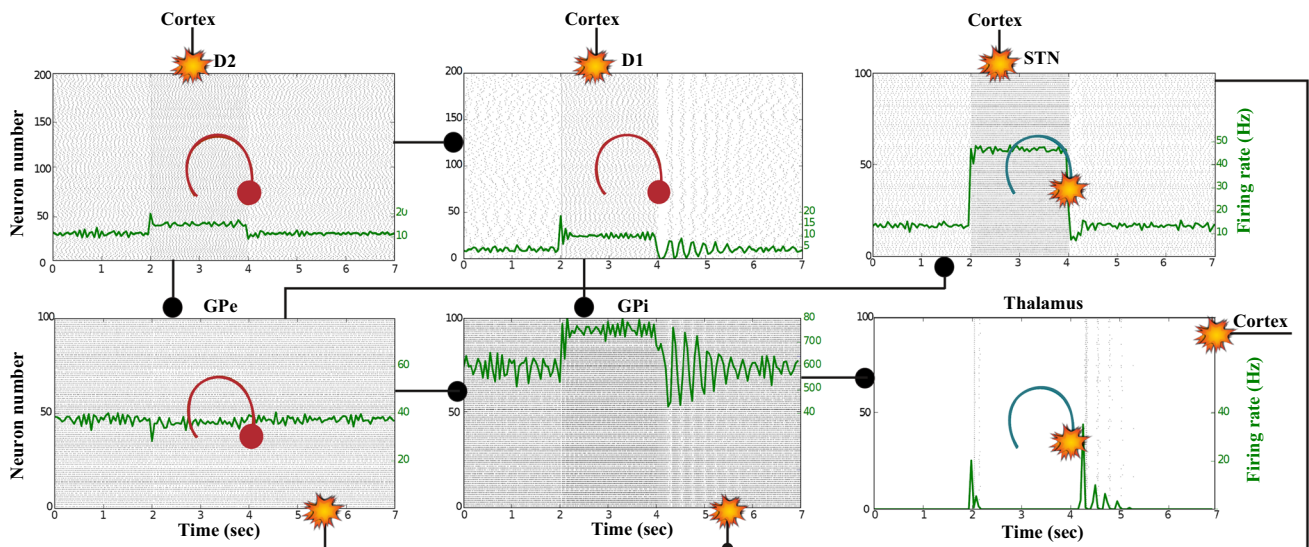 Cortex Cortex Cortex
D2 D1 STN
200 200 100
150 150 80
100 100 60
50 50 40
0 0 20
0
20 10
20 15 10 5
50 40 30 20 10
0 1 2 3 4 5 6 7
0 1 2 3 4 5 6 7
0 1 2 3 4 5 6 7
Neuron number
Firing rate (Hz)
GPe GPi Thalamus
Cortex
100 100 100
50 50 50
0 0 0
60 40 20
80 700 600 500 40
40 20
0 1 2 3 4 5 6 7
0 1 2 3 4 5 6 7
0 1 2 3 4 5 6 7
Neuron number
Firing rate (Hz)
Time (sec) Time (sec) Time (sec)